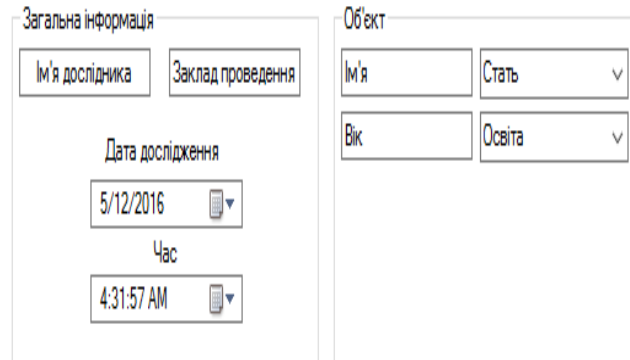 Загальна інформація
Ім'я дослідника
Заклад проведення
Дата дослідження
5/12/2016
Час
4:31:57 AM
Об'єкт
Ім'я
Стать
Вік
Освіта